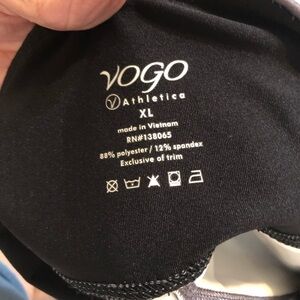 VOGO
Athletica
XL
made in Vietnam
RN#138065
88% polyester / 12% spandex
Exclusive of trim